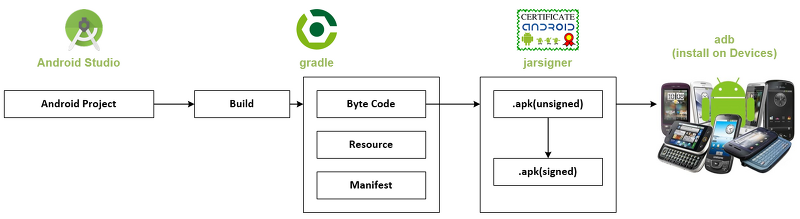 CERTIFICATE
ANDROID
adb
(install on Devices)
Android Studio
gradle
jarsigner
Android Project
Build
Byte Code
.apk(unsigned)
Resource
.apk(signed)
Manifest